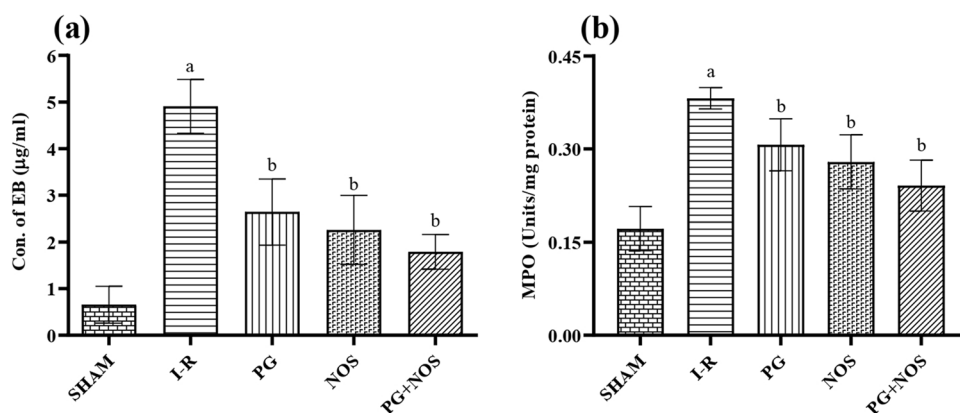 (a)
Con. of EB (µg/ml)
6
5
4
3
2
1
0
a
b
b
b
SHAM
I-R
PG
NOS
PG+NOS
(b)
MPO (Units/mg protein)
0.45
0.30
0.15
0.00
a
b
b
b
SHAM
I-R
PG
NOS
PG+NOS